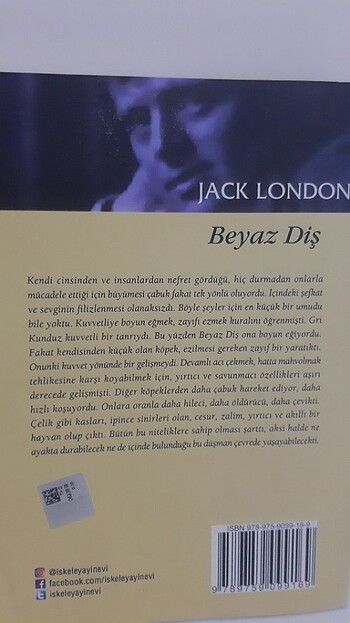 JACK LONDON
Beyaz Diş
Kendi cinsinden ve insanlardan nefret gördüğü, hiç durmadan onlarla
mücadele ettiği için büyümesi çabuk fakat tek yönlü oluyordu. İçindeki şefkat
ve sevginin filizlenmesi olanaksızdı. Böyle şeyler için en küçük bir umudu
bile yoktu. Kuvvetliye boyun eğmek, zayıfı ezmek kuralını öğrenmişti. Gri
Kunduz kuvvetli bir tanrıydı. Bu yüzden Beyaz Diş ona boyun eğiyordu.
Fakat kendisinden küçük olan köpek, ezilmesi gereken zayıf bir yaratıktı.
Onunki kuvvet yönünde bir gelişmeydi. Devamlı acı çekmek, hatta mahvolmak
tehlikesine karşı koyabilmek için, yırtıcı ve savunmacı özellikleri aşırı
derecede gelişmişti. Diğer köpeklerden daha çabuk hareket ediyor, daha
hızlı koşuyordu. Onlara oranla daha hileci, daha öldürücü, daha çevikti.
Çelik gibi kasları, ipince sinirleri olan, cesur, zalim, yırtıcı ve akıllı bir
hayvan olup çıktı. Bütün bu niteliklere sahip olması şarttı, aksi halde ne
ayakta durabilecek ne de içinde bulunduğu bu düşman çevrede yaşayabilecekti.
ISBN 978-975-9099-16-9
9789759099169
@iskeleyayinevi
facebook.com/iskeleyayinevi
iskeleyayinevi